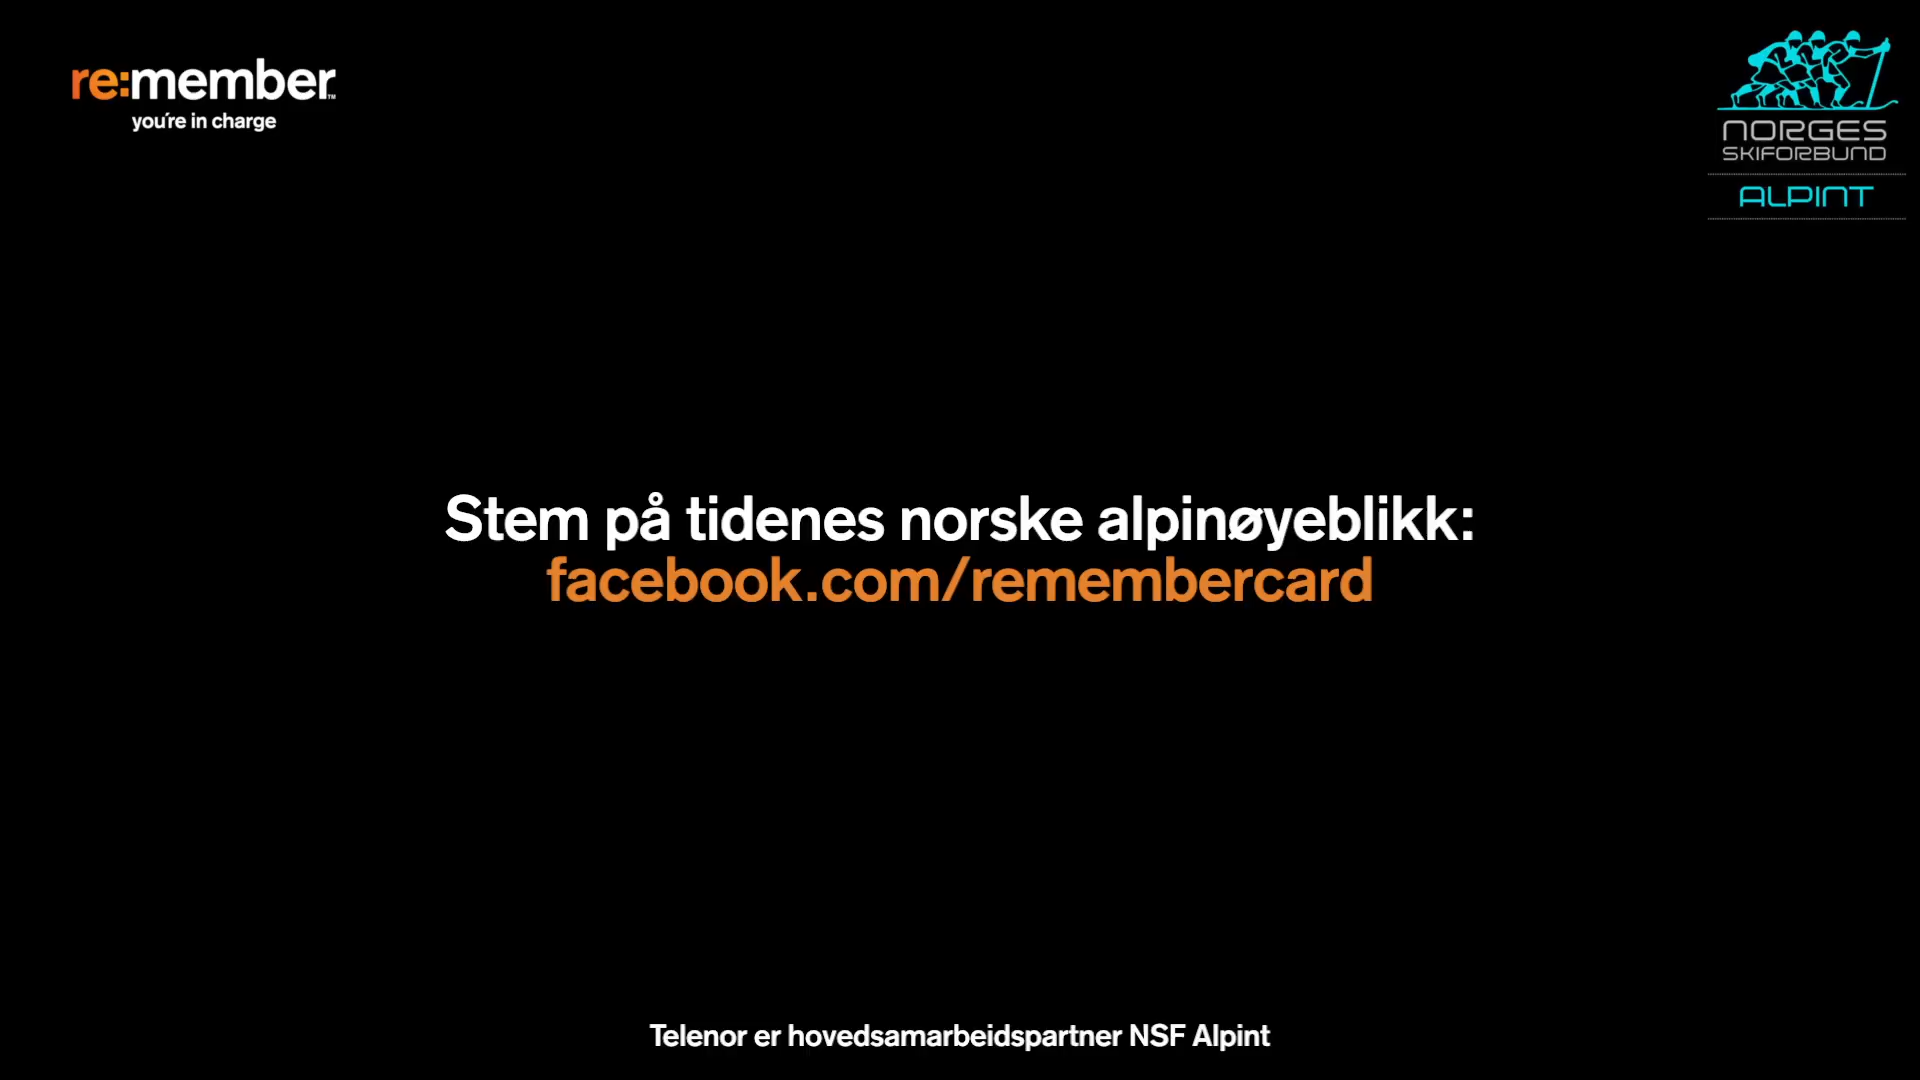 re:member™
you're in charge
NORGES
SKIFORBUND
ALPINT
Stem på tidenes norske alpinøyeblikk:
facebook.com/remembercard
Telenor er hovedsamarbeidspartner NSF Alpint